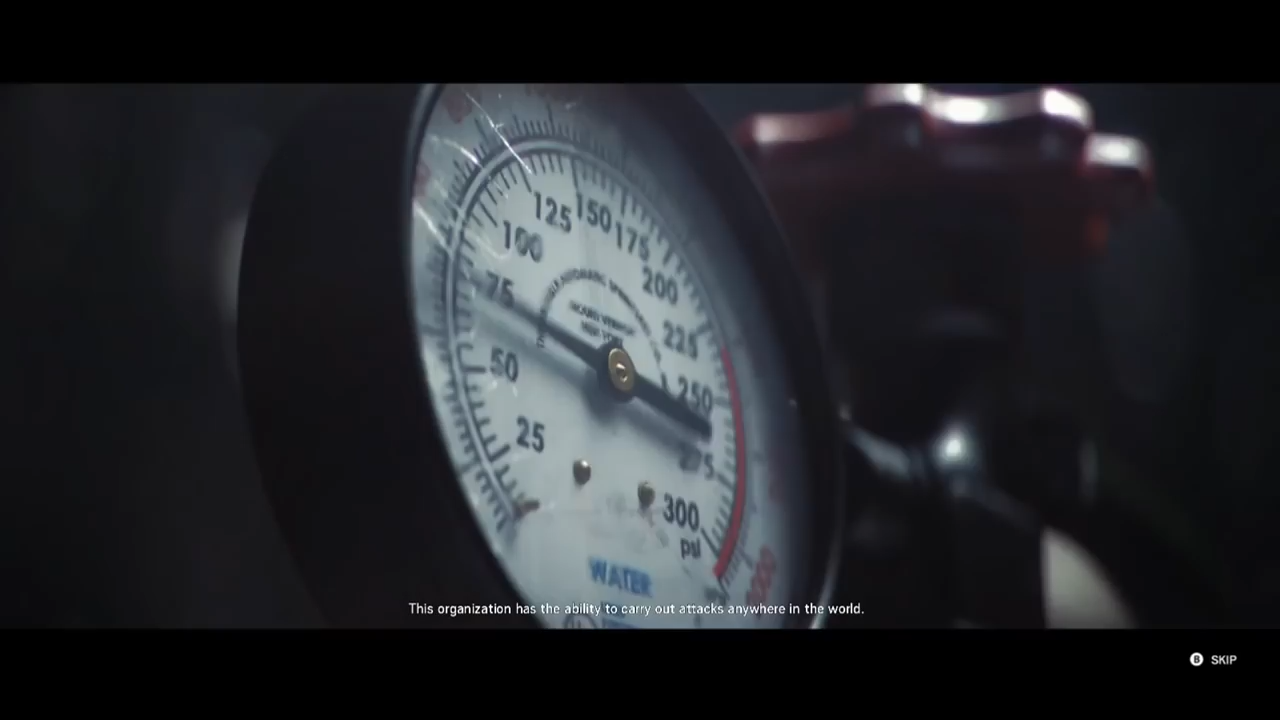 125 150 175
100 200
75 225
50 250
25
300
psi
WATER
This organization has the ability to carry out attacks anywhere in the world.
B SKIP